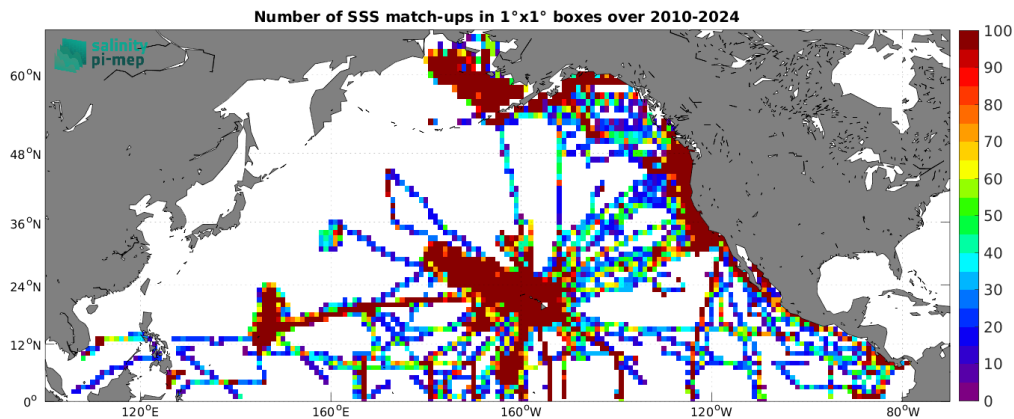 Number of SSS match-ups in 1°x1° boxes over 2010-2024
salinity
pi-mep
60°N
48°N
36°N
24°N
12°N
0°
120°E
160°E
160°W
120°W
80°W
100
90
80
70
60
50
40
30
20
10
0